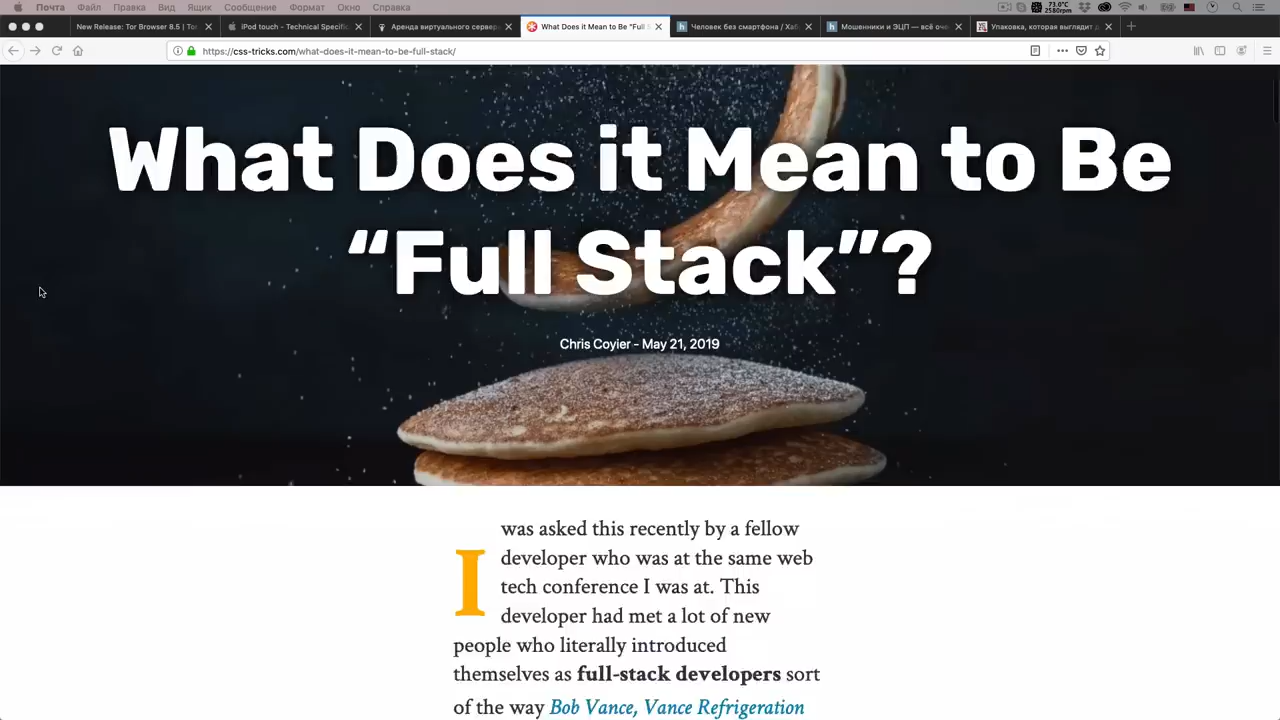 Почта Файл Правка Вид Ящик Сообщение Формат Окно Справка
73.0°C
2580rpm
New Release: Tor Browser 8.5 | Tor
iPod touch - Technical Specific
Аренда виртуального сервера
What Does it Mean to Be "Full S
Человек без смартфона / Хаб
Мошенники и ЭЦП — всё оче
Упаковка, которая выглядит д
https://css-tricks.com/what-does-it-mean-to-be-full-stack/
What Does it Mean to Be
“Full Stack”?
Chris Coyier - May 21, 2019
I was asked this recently by a fellow
developer who was at the same web
tech conference I was at. This
developer had met a lot of new
people who literally introduced
themselves as full-stack developers sort
of the way Bob Vance, Vance Refrigeration